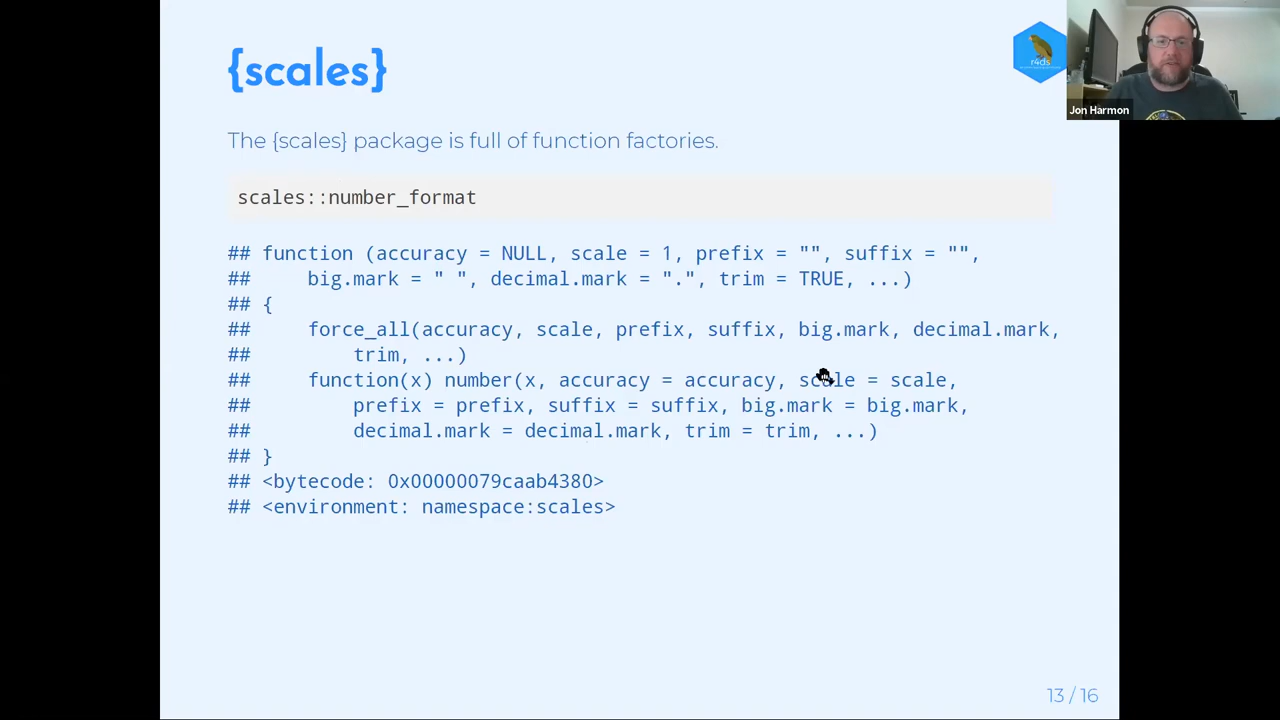 {scales}
r4ds
Jon Harmon
The {scales} package is full of function factories.
scales::number_format
## function (accuracy = NULL, scale = 1, prefix = "", suffix = "",
##     big.mark = " ", decimal.mark = ".", trim = TRUE, ...)
## {
##     force_all(accuracy, scale, prefix, suffix, big.mark, decimal.mark,
##         trim, ...)
##     function(x) number(x, accuracy = accuracy, scale = scale,
##         prefix = prefix, suffix = suffix, big.mark = big.mark,
##         decimal.mark = decimal.mark, trim = trim, ...)
## }
## <bytecode: 0x00000079caab4380>
## <environment: namespace:scales>
13 / 16